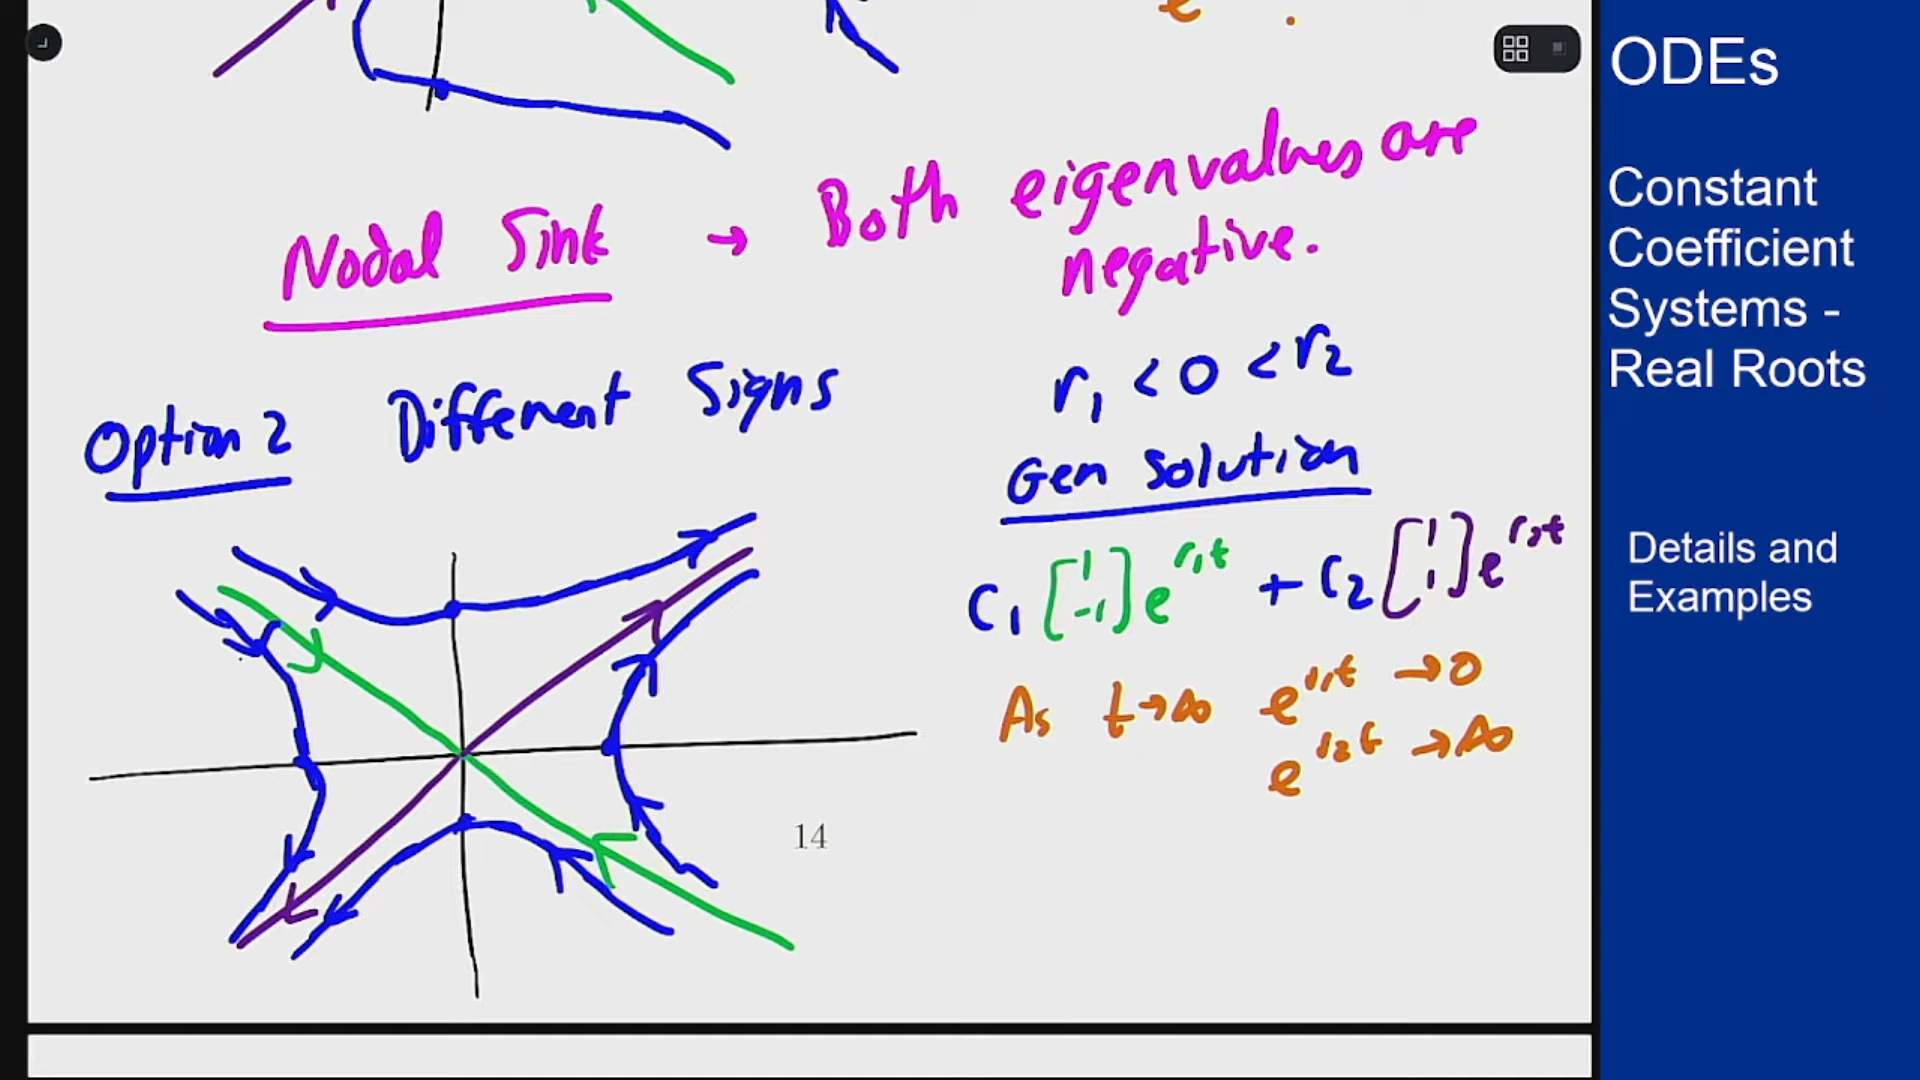 e .
Nodal Sink → Both eigenvalues are
negative.
Option 2 Different Signs r₁ < 0 < r₂
Gen Solution
C₁ [1 -1] e^r₁t + C₂ [1 1] e^r₂t
As t→∞ e^r₁t → 0
e^r₂t → ∞
14
ODEs
Constant
Coefficient
Systems -
Real Roots
Details and
Examples